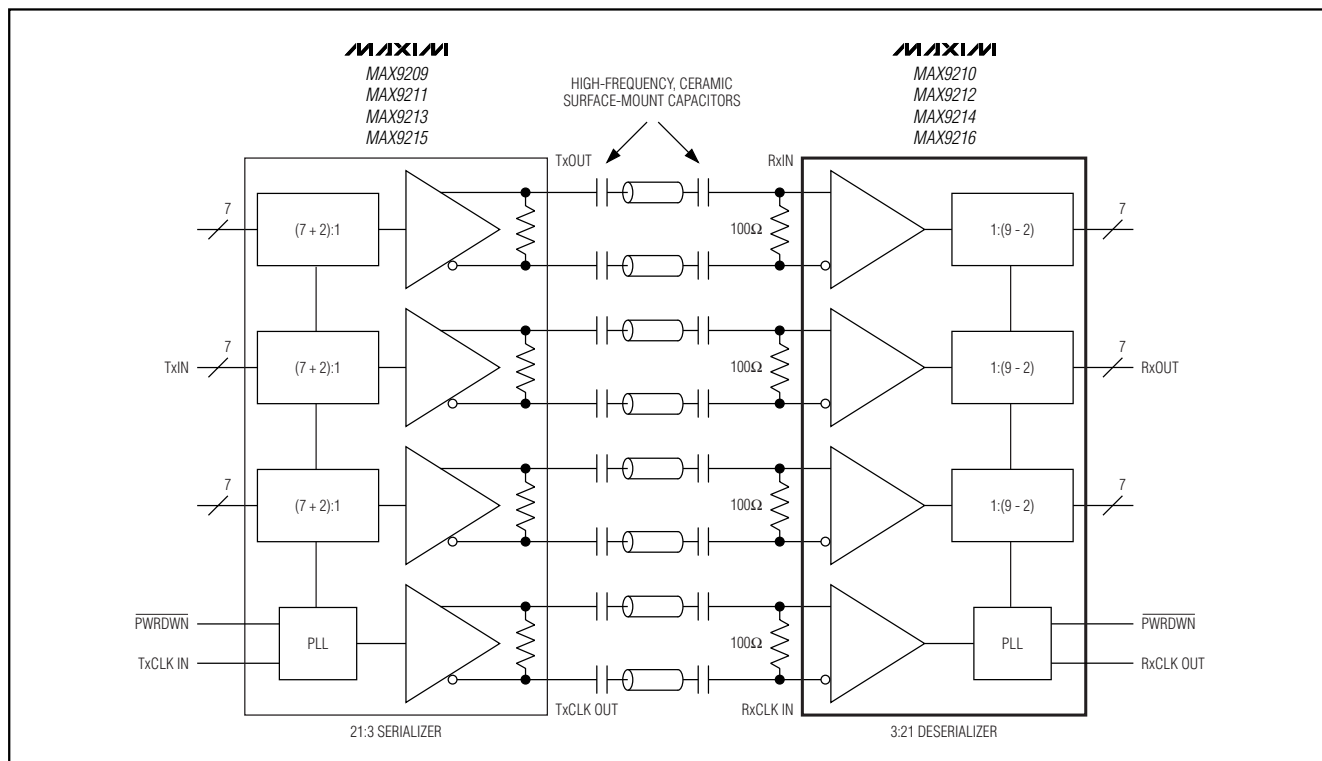 MAXIM
MAX9209
MAX9211
MAX9213
MAX9215
HIGH-FREQUENCY, CERAMIC
SURFACE-MOUNT CAPACITORS
MAXIM
MAX9210
MAX9212
MAX9214
MAX9216
TxOUT
RxIN
7
(7 + 2):1
100Ω
1:(9 - 2)
7
TxIN
7
(7 + 2):1
100Ω
1:(9 - 2)
7
RxOUT
7
(7 + 2):1
100Ω
1:(9 - 2)
7
PWRDWN
TxCLK IN
PLL
100Ω
PLL
PWRDWN
RxCLK OUT
TxCLK OUT
RxCLK IN
21:3 SERIALIZER
3:21 DESERIALIZER